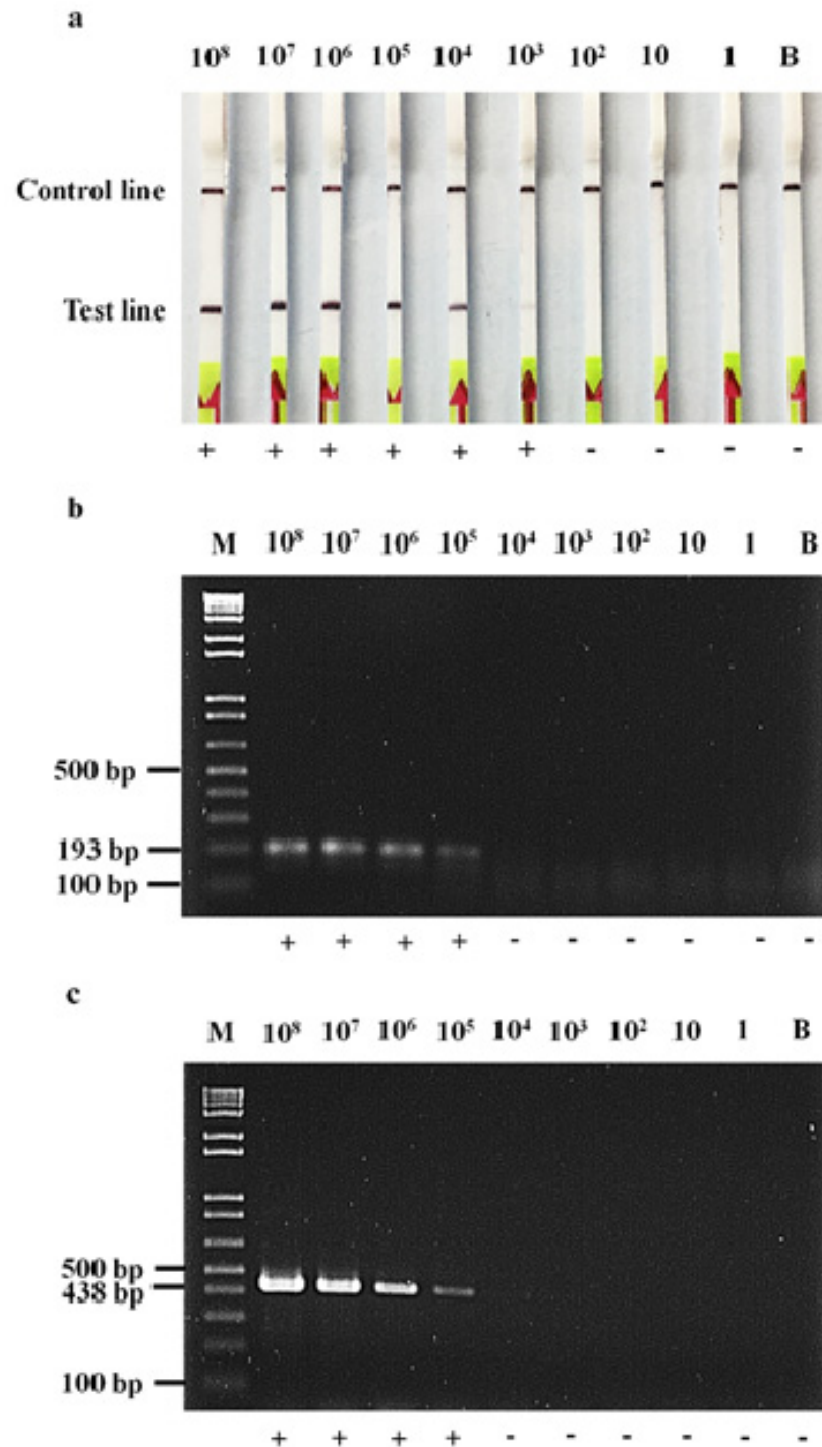 a
10⁸ 10⁷ 10⁶ 10⁵ 10⁴ 10³ 10² 10 1 B
Control line
Test line
+ + + + + + - - - -
b
M 10⁸ 10⁷ 10⁶ 10⁵ 10⁴ 10³ 10² 10 1 B
500 bp
193 bp
100 bp
+ + + + - - - - - -
c
M 10⁸ 10⁷ 10⁶ 10⁵ 10⁴ 10³ 10² 10 1 B
500 bp
438 bp
100 bp
+ + + + - - - - - -